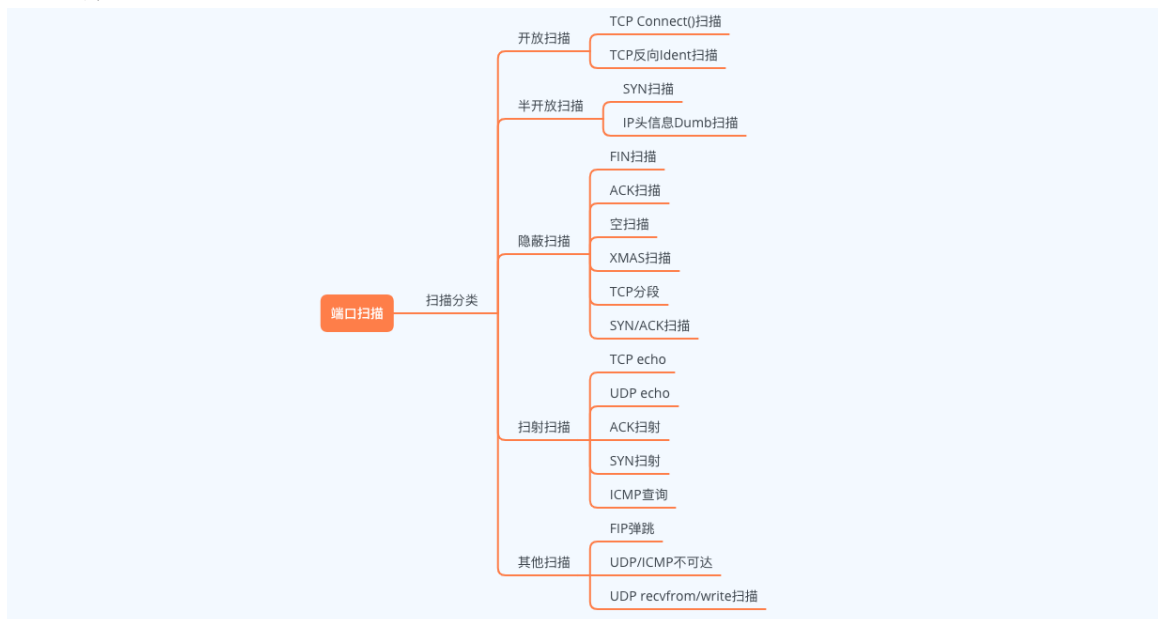 端口扫描
扫描分类
开放扫描
TCP Connect()扫描
TCP反向Ident扫描
半开放扫描
SYN扫描
IP头信息Dumb扫描
隐蔽扫描
FIN扫描
ACK扫描
空扫描
XMAS扫描
TCP分段
SYN/ACK扫描
扫射扫描
TCP echo
UDP echo
ACK扫射
SYN扫射
ICMP查询
其他扫描
FIP弹跳
UDP/ICMP不可达
UDP recvfrom/write扫描